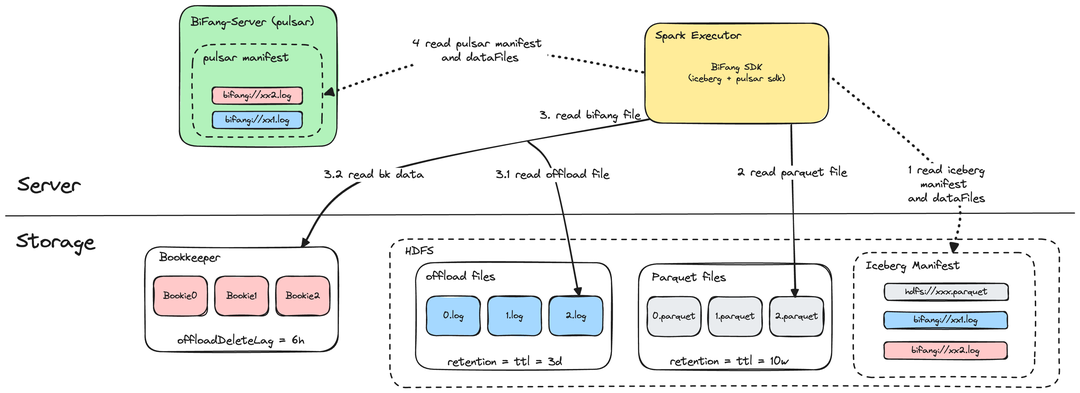 BiFang-Server (pulsar)
pulsar manifest
bifang://xx2.log
bifang://xx1.log
4 read pulsar manifest
and dataFiles
Spark Executor
BiFang SDK
(iceberg + pulsar sdk)
3. read bifang file
3.2 read bk data
3.1 read offload file
2 read parquet file
1 read iceberg
manifest
and dataFiles
Server
Storage
Bookkeeper
Bookie0
Bookie1
Bookie2
offloadDeleteLag = 6h
HDFS
offload files
0.log
1.log
2.log
retention = ttl = 3d
Parquet files
0.parquet
1.parquet
2.parquet
retention = ttl = 10w
Iceberg Manifest
hdfs://xxx.parquet
bifang://xx1.log
bifang://xx2.log